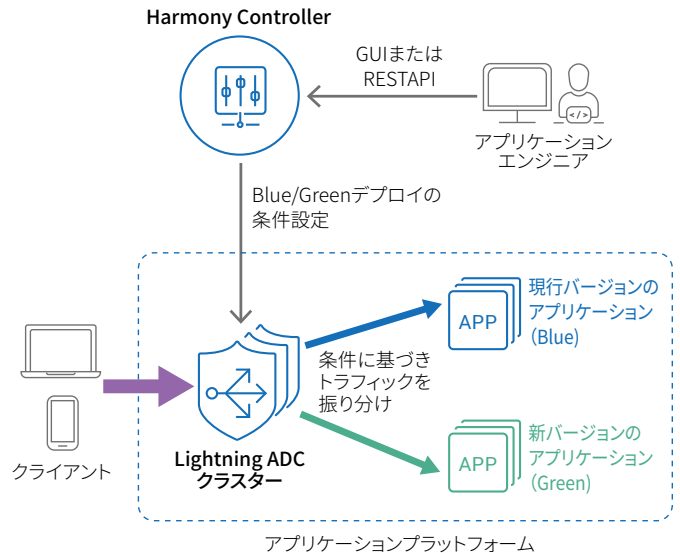 Harmony Controller
GUIまたは
RESTAPI
</>
アプリケーション
エンジニア
Blue/Greenデプロイの
条件設定
APP
現行バージョンの
アプリケーション
(Blue)
条件に基づき
トラフィックを
振り分け
APP
新バージョンの
アプリケーション
(Green)
クライアント
Lightning ADC
クラスター
アプリケーションプラットフォーム